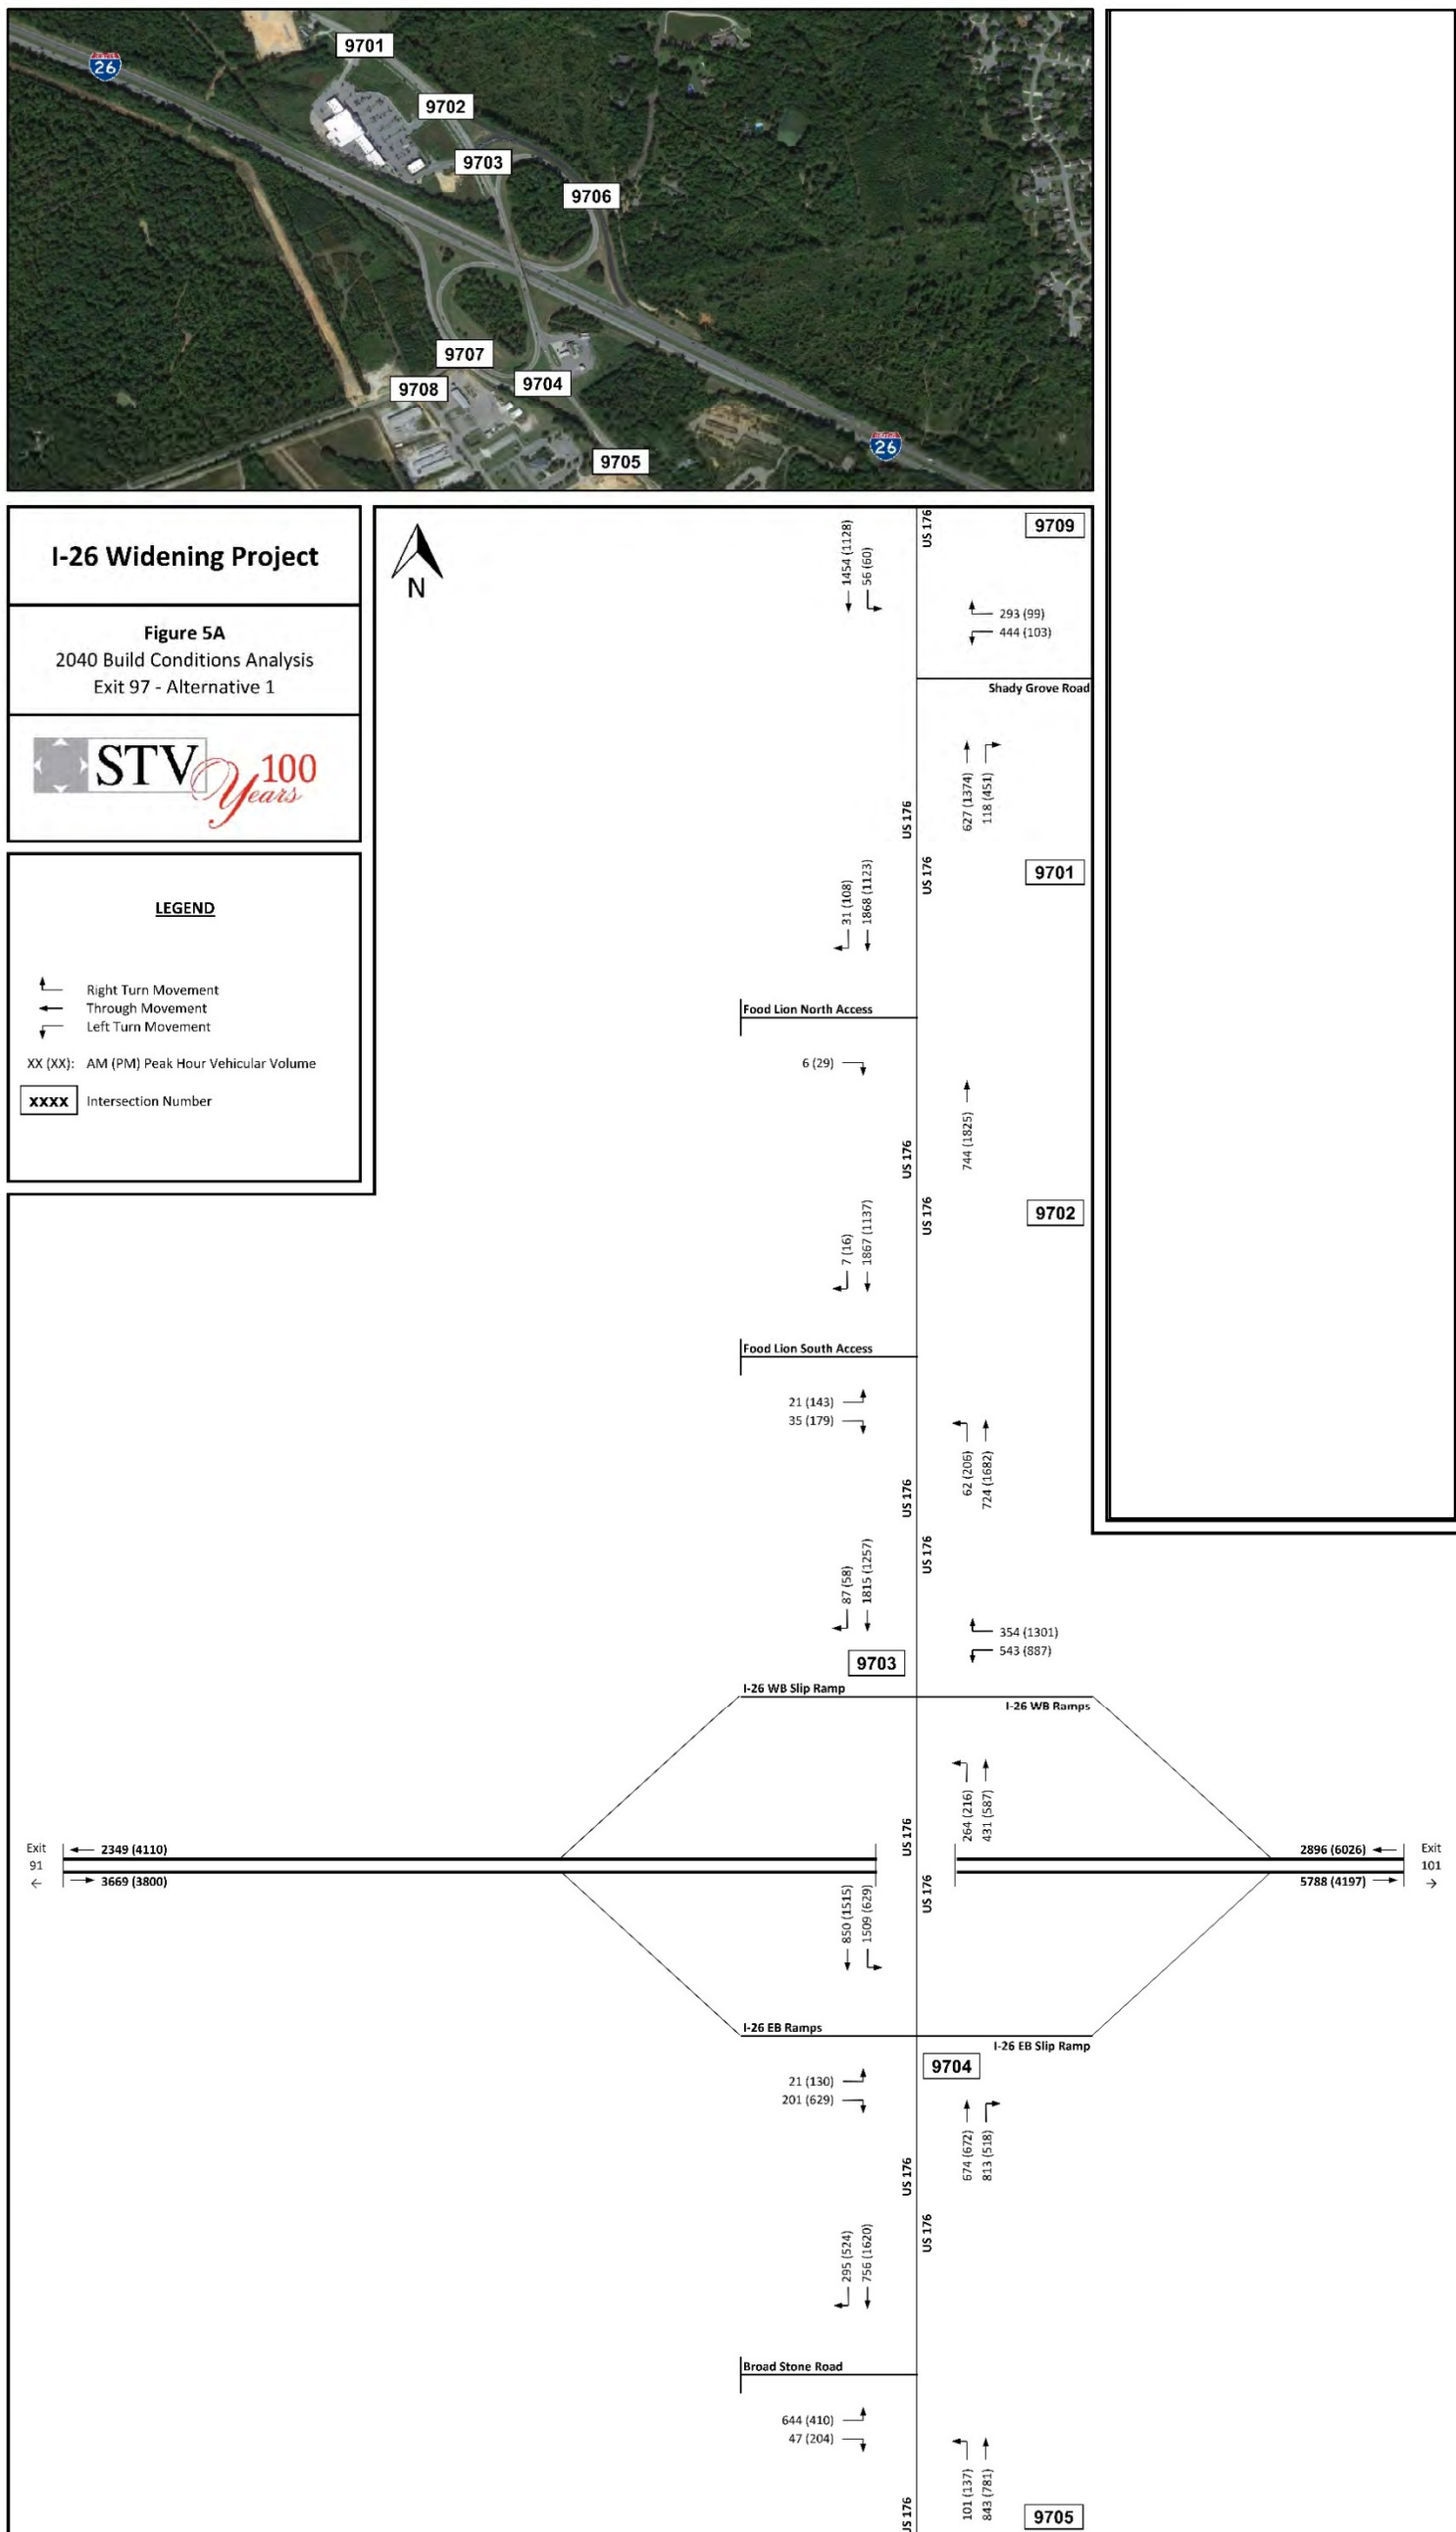 26
9701
9702
9703
9706
9707
9708
9704
9705
26
I-26 Widening Project
Figure 5A
2040 Build Conditions Analysis
Exit 97 - Alternative 1
STV 100
Years
LEGEND
Right Turn Movement
Through Movement
Left Turn Movement
XX (XX): AM (PM) Peak Hour Vehicular Volume
XXXX Intersection Number
N
1454 (1128)
56 (60)
US 176
9709
293 (99)
444 (103)
Shady Grove Road
627 (1374)
118 (451)
US 176
US 176
9701
31 (108)
1868 (1123)
Food Lion North Access
6 (29)
744 (1825)
US 176
US 176
9702
7 (16)
1867 (1137)
Food Lion South Access
21 (143)
35 (179)
62 (206)
724 (1682)
US 176
US 176
87 (58)
1815 (1257)
354 (1301)
543 (887)
9703
I-26 WB Slip Ramp
I-26 WB Ramps
264 (216)
431 (587)
US 176
Exit
91
2349 (4110)
3669 (3800)
2896 (6026)
5788 (4197)
Exit
101
US 176
850 (1515)
1509 (629)
I-26 EB Ramps
I-26 EB Slip Ramp
9704
21 (130)
201 (629)
674 (672)
813 (518)
US 176
US 176
295 (524)
756 (1620)
Broad Stone Road
644 (410)
47 (204)
101 (137)
843 (781)
US 176
9705